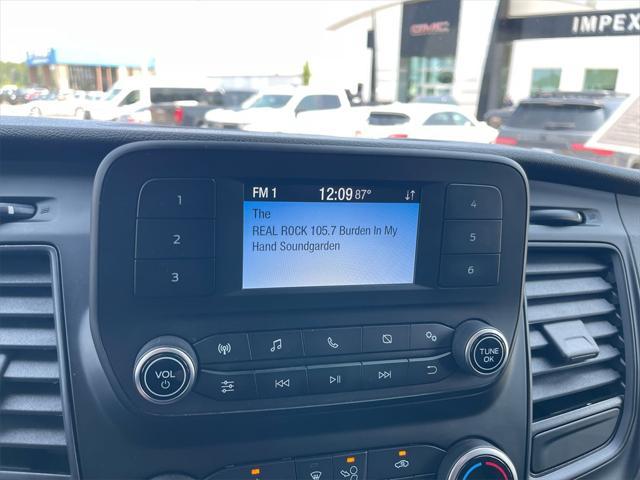 GMC
IMPEX
FM 1 12:09 87°
The
REAL ROCK 105.7 Burden In My
Hand Soundgarden
1
2
3
4
5
6
VOL
TUNE
OK